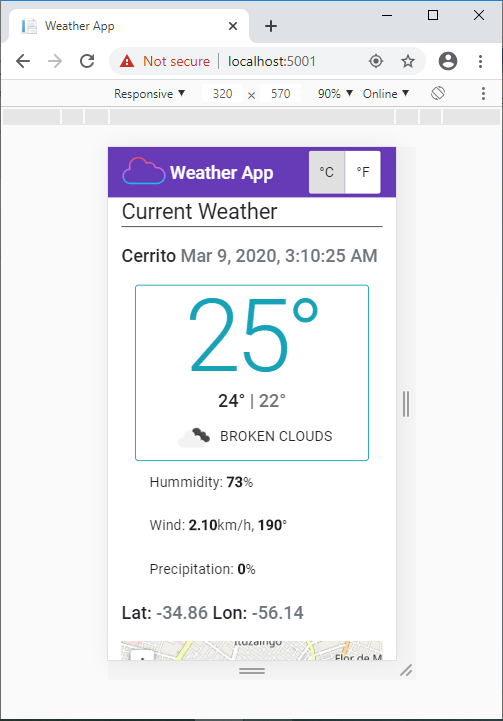 Weather App
Not secure | localhost:5001
Responsive 320 × 570 90% Online
Weather App °C °F
Current Weather
Cerrito Mar 9, 2020, 3:10:25 AM
25°
24° | 22°
BROKEN CLOUDS
Hummidity: 73%
Wind: 2.10km/h, 190°
Precipitation: 0%
Lat: -34.86 Lon: -56.14
Ituzaingó
Flor de M